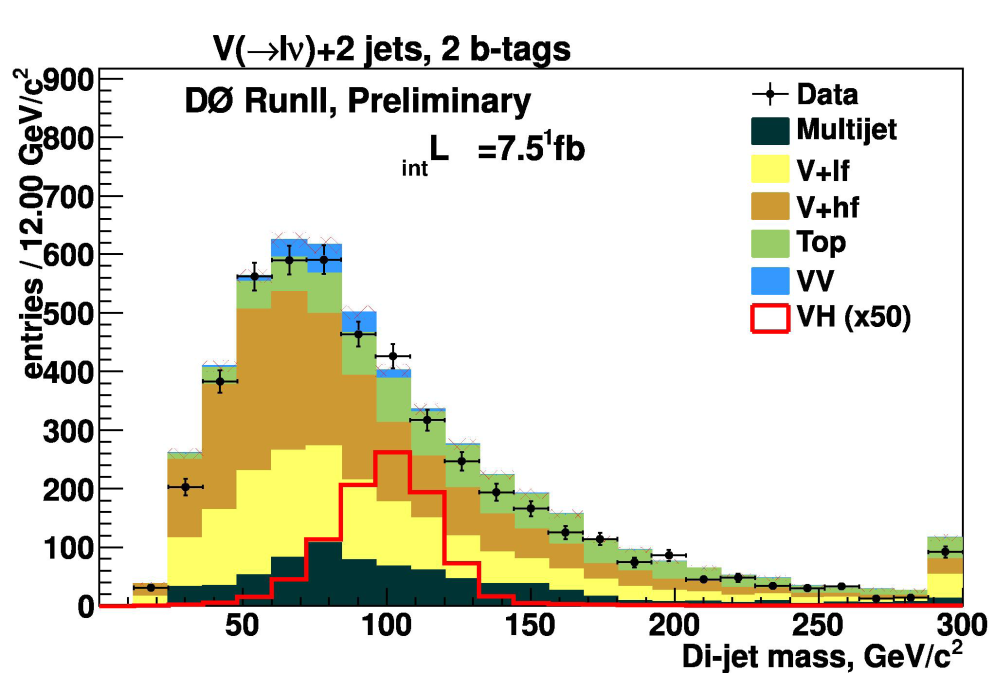 V(→lν)+2 jets, 2 b-tags
DØ RunII, Preliminary
intL =7.51fb
entries / 12.00 GeV/c2
900
800
700
600
500
400
300
200
100
0
Data
Multijet
V+lf
V+hf
Top
VV
VH (x50)
50 100 150 200 250 300
Di-jet mass, GeV/c2